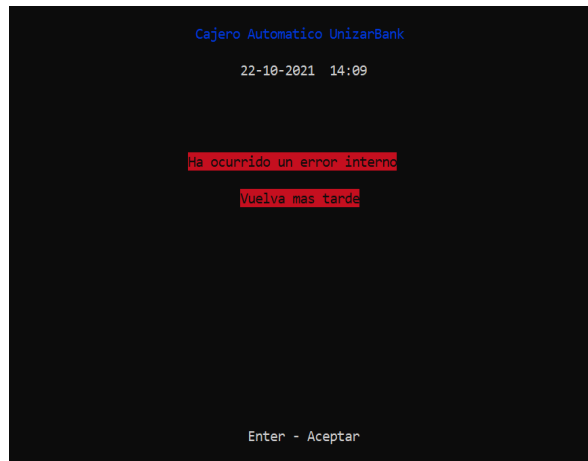 Cajero Automatico UnizarBank
22-10-2021  14:09
Ha ocurrido un error interno
Vuelva mas tarde
Enter - Aceptar